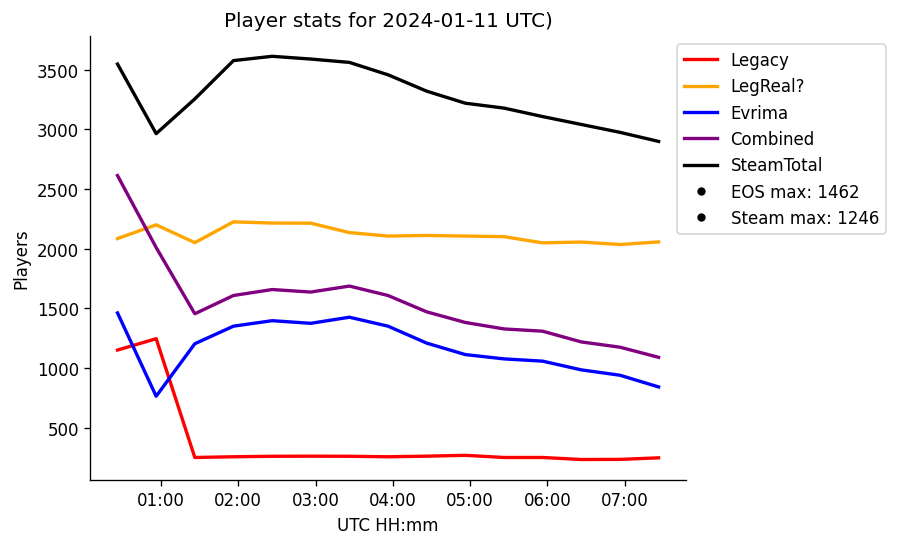 Player stats for 2024-01-11 UTC)
Legacy
LegReal?
Evrima
Combined
SteamTotal
EOS max: 1462
Steam max: 1246
Players
3500
3000
2500
2000
1500
1000
500
01:00 02:00 03:00 04:00 05:00 06:00 07:00
UTC HH:mm